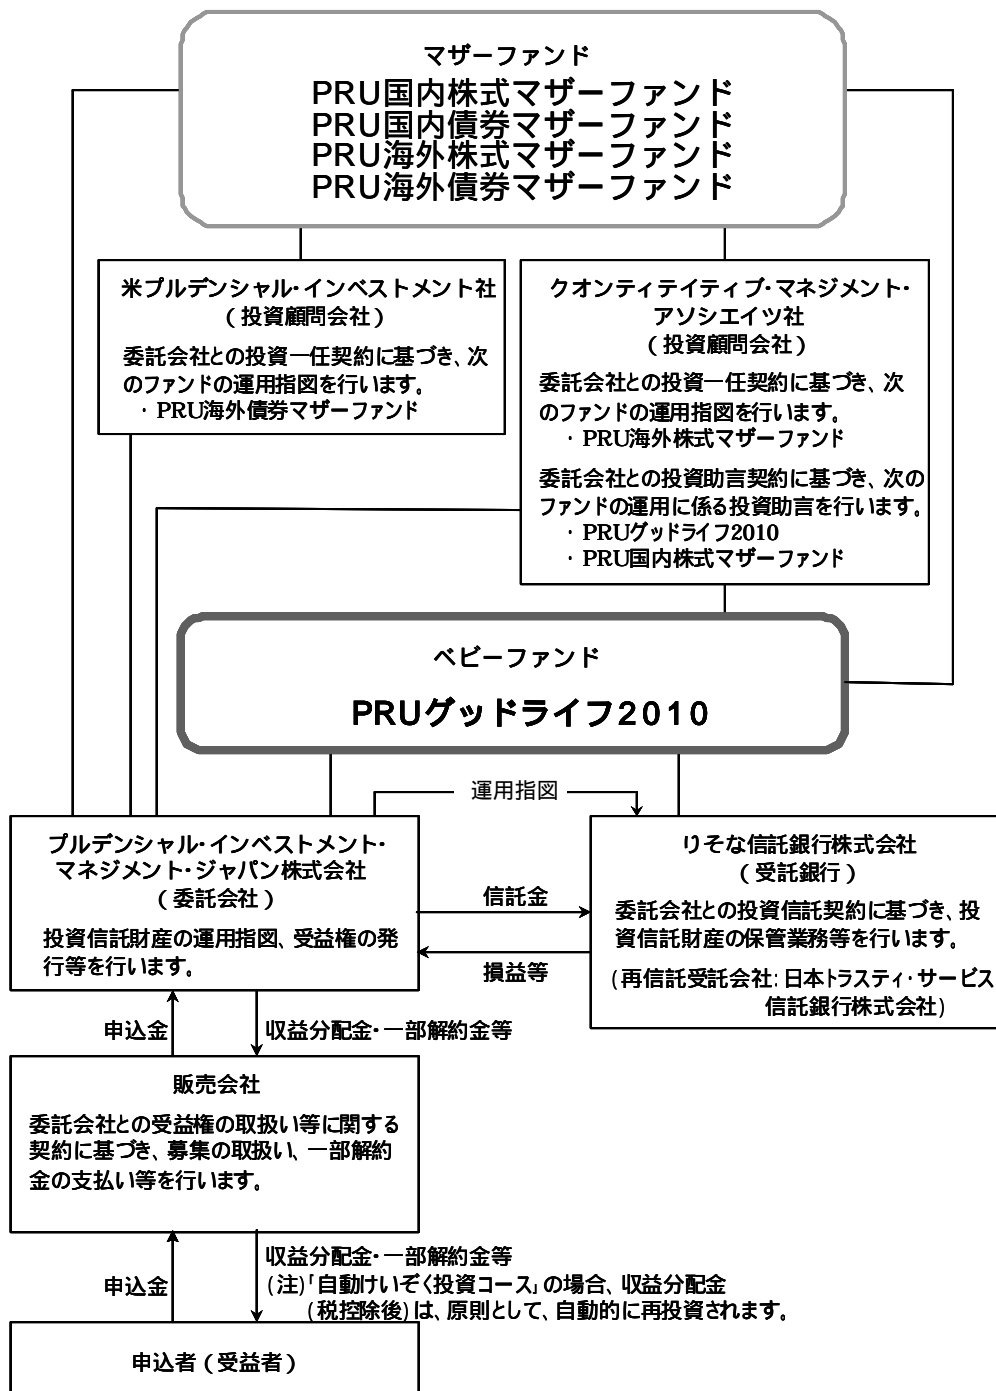 マザーファンド
PRU国内株式マザーファンド
PRU国内債券マザーファンド
PRU海外株式マザーファンド
PRU海外債券マザーファンド
米プルデンシャル・インベストメント社
(投資顧問会社)
委託会社との投資一任契約に基づき、次
のファンドの運用指図を行います。
・PRU海外債券マザーファンド
クオンティテイティブ・マネジメント・
アソシエイツ社
(投資顧問会社)
委託会社との投資一任契約に基づき、次
のファンドの運用指図を行います。
・PRU海外株式マザーファンド
委託会社との投資助言契約に基づき、次の
ファンドの運用に係る投資助言を行います。
・PRUグッドライフ2010
・PRU国内株式マザーファンド
ベビーファンド
PRUグッドライフ2010
運用指図
プルデンシャル・インベストメント・
マネジメント・ジャパン株式会社
(委託会社)
投資信託財産の運用指図、受益権の発
行等を行います。
信託金
損益等
りそな信託銀行株式会社
(受託銀行)
委託会社との投資信託契約に基づき、投
資信託財産の保管業務等を行います。
(再信託受託会社:日本トラスティ・サービス
信託銀行株式会社)
申込金
収益分配金・一部解約金等
販売会社
委託会社との受益権の取扱い等に関する
契約に基づき、募集の取扱い、一部解約
金の支払い等を行います。
申込金
収益分配金・一部解約金等
(注)「自動けいぞく投資コース」の場合、収益分配金
(税控除後)は、原則として、自動的に再投資されます。
申込者(受益者)